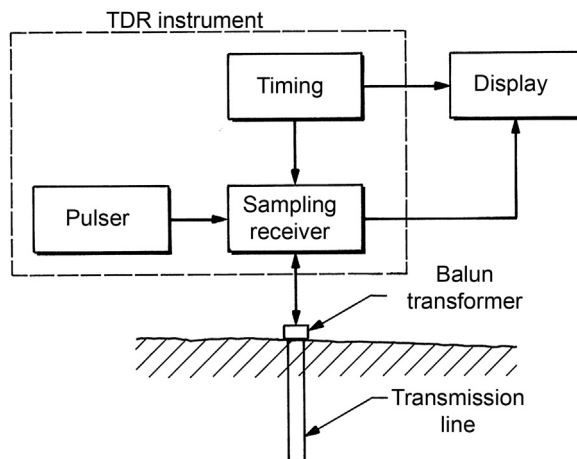 TDR instrument
Timing
Display
Pulser
Sampling
receiver
Balun
transformer
Transmission
line